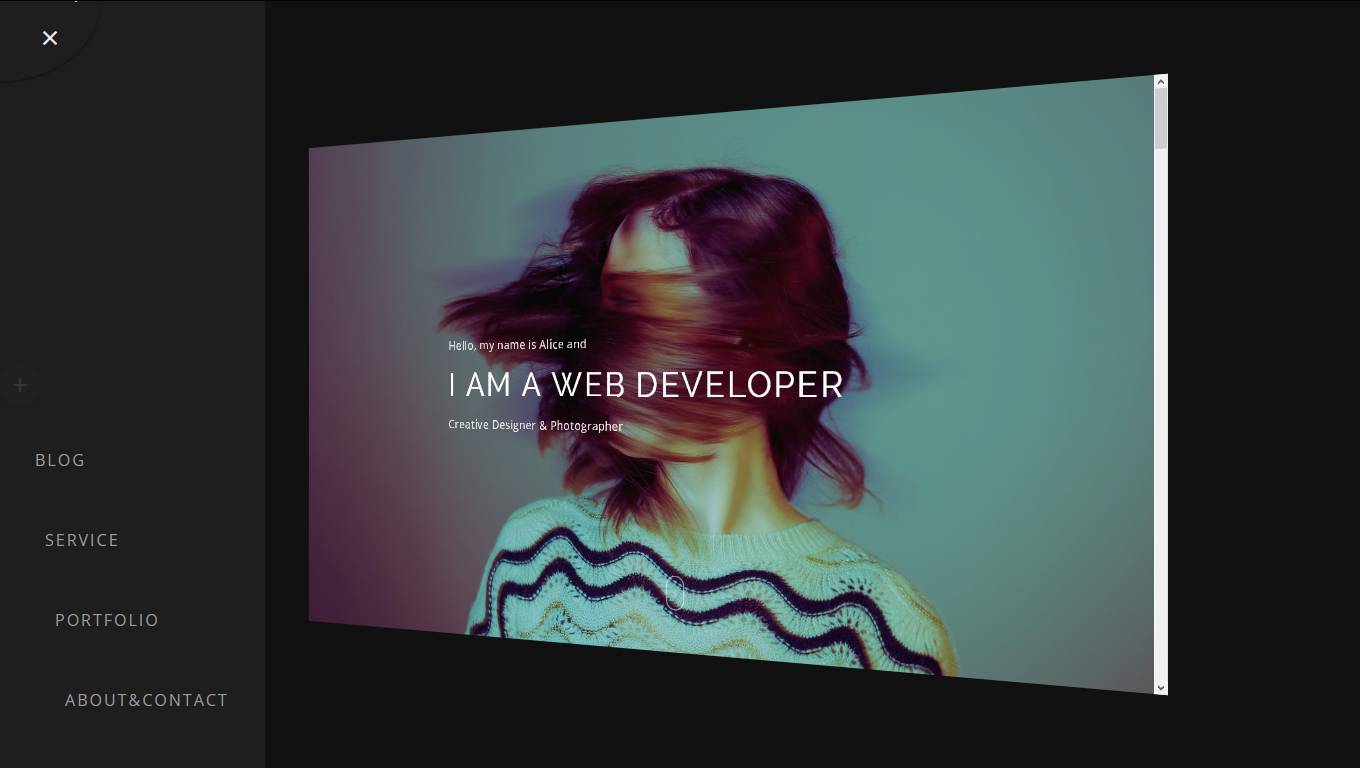 BLOG
SERVICE
PORTFOLIO
ABOUT&CONTACT
Hello, my name is Alice and
I AM A WEB DEVELOPER
Creative Designer & Photographer